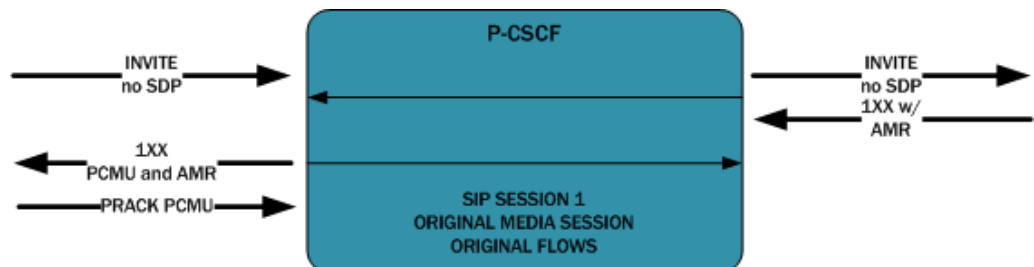 P-CSCF
INVITE
no SDP
INVITE
no SDP
1XX w/
AMR
1XX
PCMU and AMR
PRACK PCMU
SIP SESSION 1
ORIGINAL MEDIA SESSION
ORIGINAL FLOWS